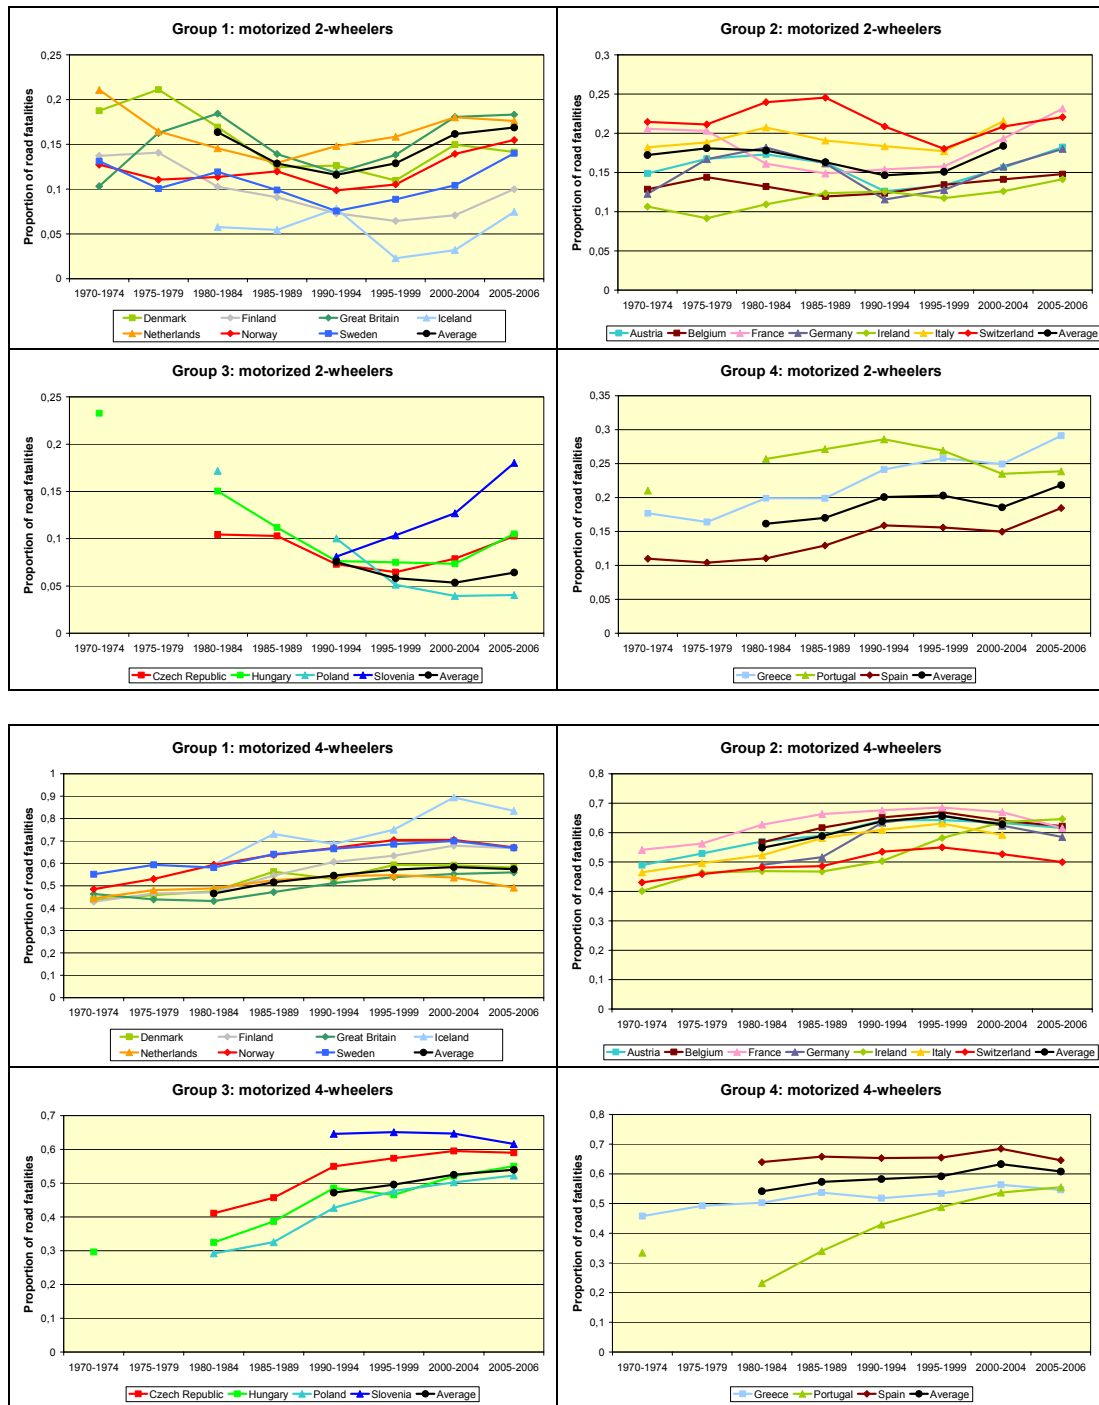 Group 1: motorized 2-wheelers
Proportion of road fatalities
0,25
0,2
0,15
0,1
0,05
0
1970-1974 1975-1979 1980-1984 1985-1989 1990-1994 1995-1999 2000-2004 2005-2006
Denmark Finland Great Britain Iceland
Netherlands Norway Sweden Average
Group 2: motorized 2-wheelers
Proportion of road fatalities
0,3
0,25
0,2
0,15
0,1
0,05
0
1970-1974 1975-1979 1980-1984 1985-1989 1990-1994 1995-1999 2000-2004 2005-2006
Austria Belgium France Germany Ireland Italy Switzerland Average
Group 3: motorized 2-wheelers
Proportion of road fatalities
0,25
0,2
0,15
0,1
0,05
0
1970-1974 1975-1979 1980-1984 1985-1989 1990-1994 1995-1999 2000-2004 2005-2006
Czech Republic Hungary Poland Slovenia Average
Group 4: motorized 2-wheelers
Proportion of road fatalities
0,35
0,3
0,25
0,2
0,15
0,1
0,05
0
1970-1974 1975-1979 1980-1984 1985-1989 1990-1994 1995-1999 2000-2004 2005-2006
Greece Portugal Spain Average
Group 1: motorized 4-wheelers
Proportion of road fatalities
1
0,9
0,8
0,7
0,6
0,5
0,4
0,3
0,2
0,1
0
1970-1974 1975-1979 1980-1984 1985-1989 1990-1994 1995-1999 2000-2004 2005-2006
Denmark Finland Great Britain Iceland
Netherlands Norway Sweden Average
Group 2: motorized 4-wheelers
Proportion of road fatalities
0,8
0,7
0,6
0,5
0,4
0,3
0,2
0,1
0
1970-1974 1975-1979 1980-1984 1985-1989 1990-1994 1995-1999 2000-2004 2005-2006
Austria Belgium France Germany Ireland Italy Switzerland Average
Group 3: motorized 4-wheelers
Proportion of road fatalities
0,7
0,6
0,5
0,4
0,3
0,2
0,1
0
1970-1974 1975-1979 1980-1984 1985-1989 1990-1994 1995-1999 2000-2004 2005-2006
Czech Republic Hungary Poland Slovenia Average
Group 4: motorized 4-wheelers
Proportion of road fatalities
0,8
0,7
0,6
0,5
0,4
0,3
0,2
0,1
0
1970-1974 1975-1979 1980-1984 1985-1989 1990-1994 1995-1999 2000-2004 2005-2006
Greece Portugal Spain Average